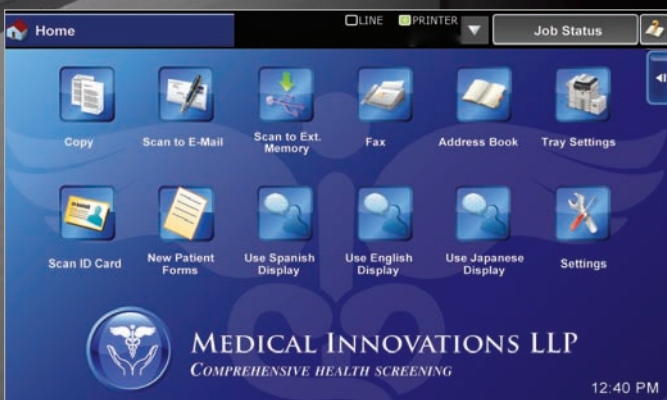 Home
LINE
PRINTER
Job Status
Copy
Scan to E-Mail
Scan to Ext.
Memory
Fax
Address Book
Tray Settings
Scan ID Card
New Patient
Forms
Use Spanish
Display
Use English
Display
Use Japanese
Display
Settings
MEDICAL INNOVATIONS LLP
COMPREHENSIVE HEALTH SCREENING
12:40 PM